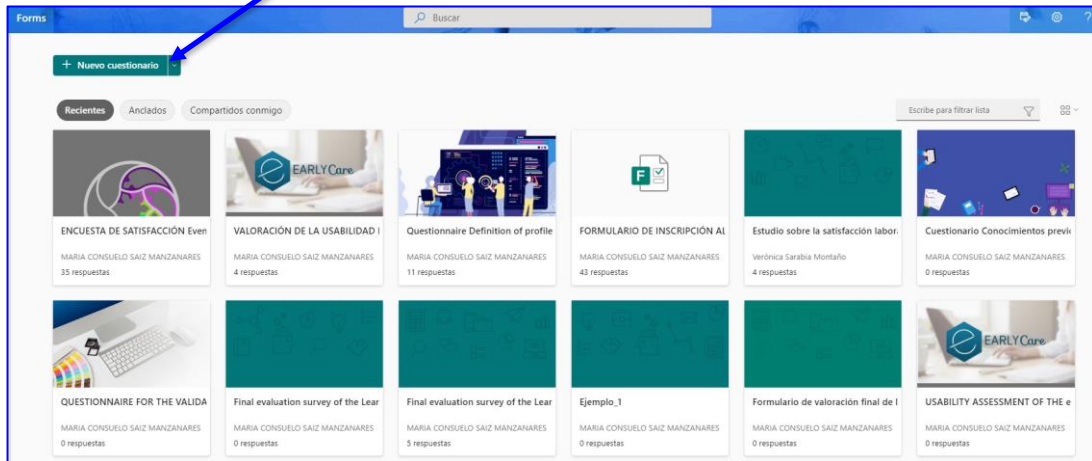 Forms
Buscar
?
+ Nuevo cuestionario
Recientes
Anclados
Compartidos conmigo
Escribe para filtrar lista
EARLYCare
F
EARLYCare
ENCUESTA DE SATISFACCIÓN Even
VALORACIÓN DE LA USABILIDAD
Questionnaire Definition of profile
FORMULARIO DE INSCRIPCIÓN AL
Estudio sobre la satisfacción labor
Cuestionario Conocimientos previ
MARIA CONSUELO SAIZ MANZANARES
MARIA CONSUELO SAIZ MANZANARES
MARIA CONSUELO SAIZ MANZANARES
MARIA CONSUELO SAIZ MANZANARES
Verónica Sarabia Montaño
MARIA CONSUELO SAIZ MANZANARES
35 respuestas
4 respuestas
11 respuestas
43 respuestas
4 respuestas
0 respuestas
QUESTIONNAIRE FOR THE VALIDA
Final evaluation survey of the Lear
Final evaluation survey of the Lear
Ejemplo_1
Formulario de valoración final de l
USABILITY ASSESSMENT OF THE e
MARIA CONSUELO SAIZ MANZANARES
MARIA CONSUELO SAIZ MANZANARES
MARIA CONSUELO SAIZ MANZANARES
MARIA CONSUELO SAIZ MANZANARES
MARIA CONSUELO SAIZ MANZANARES
MARIA CONSUELO SAIZ MANZANARES
0 respuestas
0 respuestas
5 respuestas
0 respuestas
0 respuestas
0 respuestas